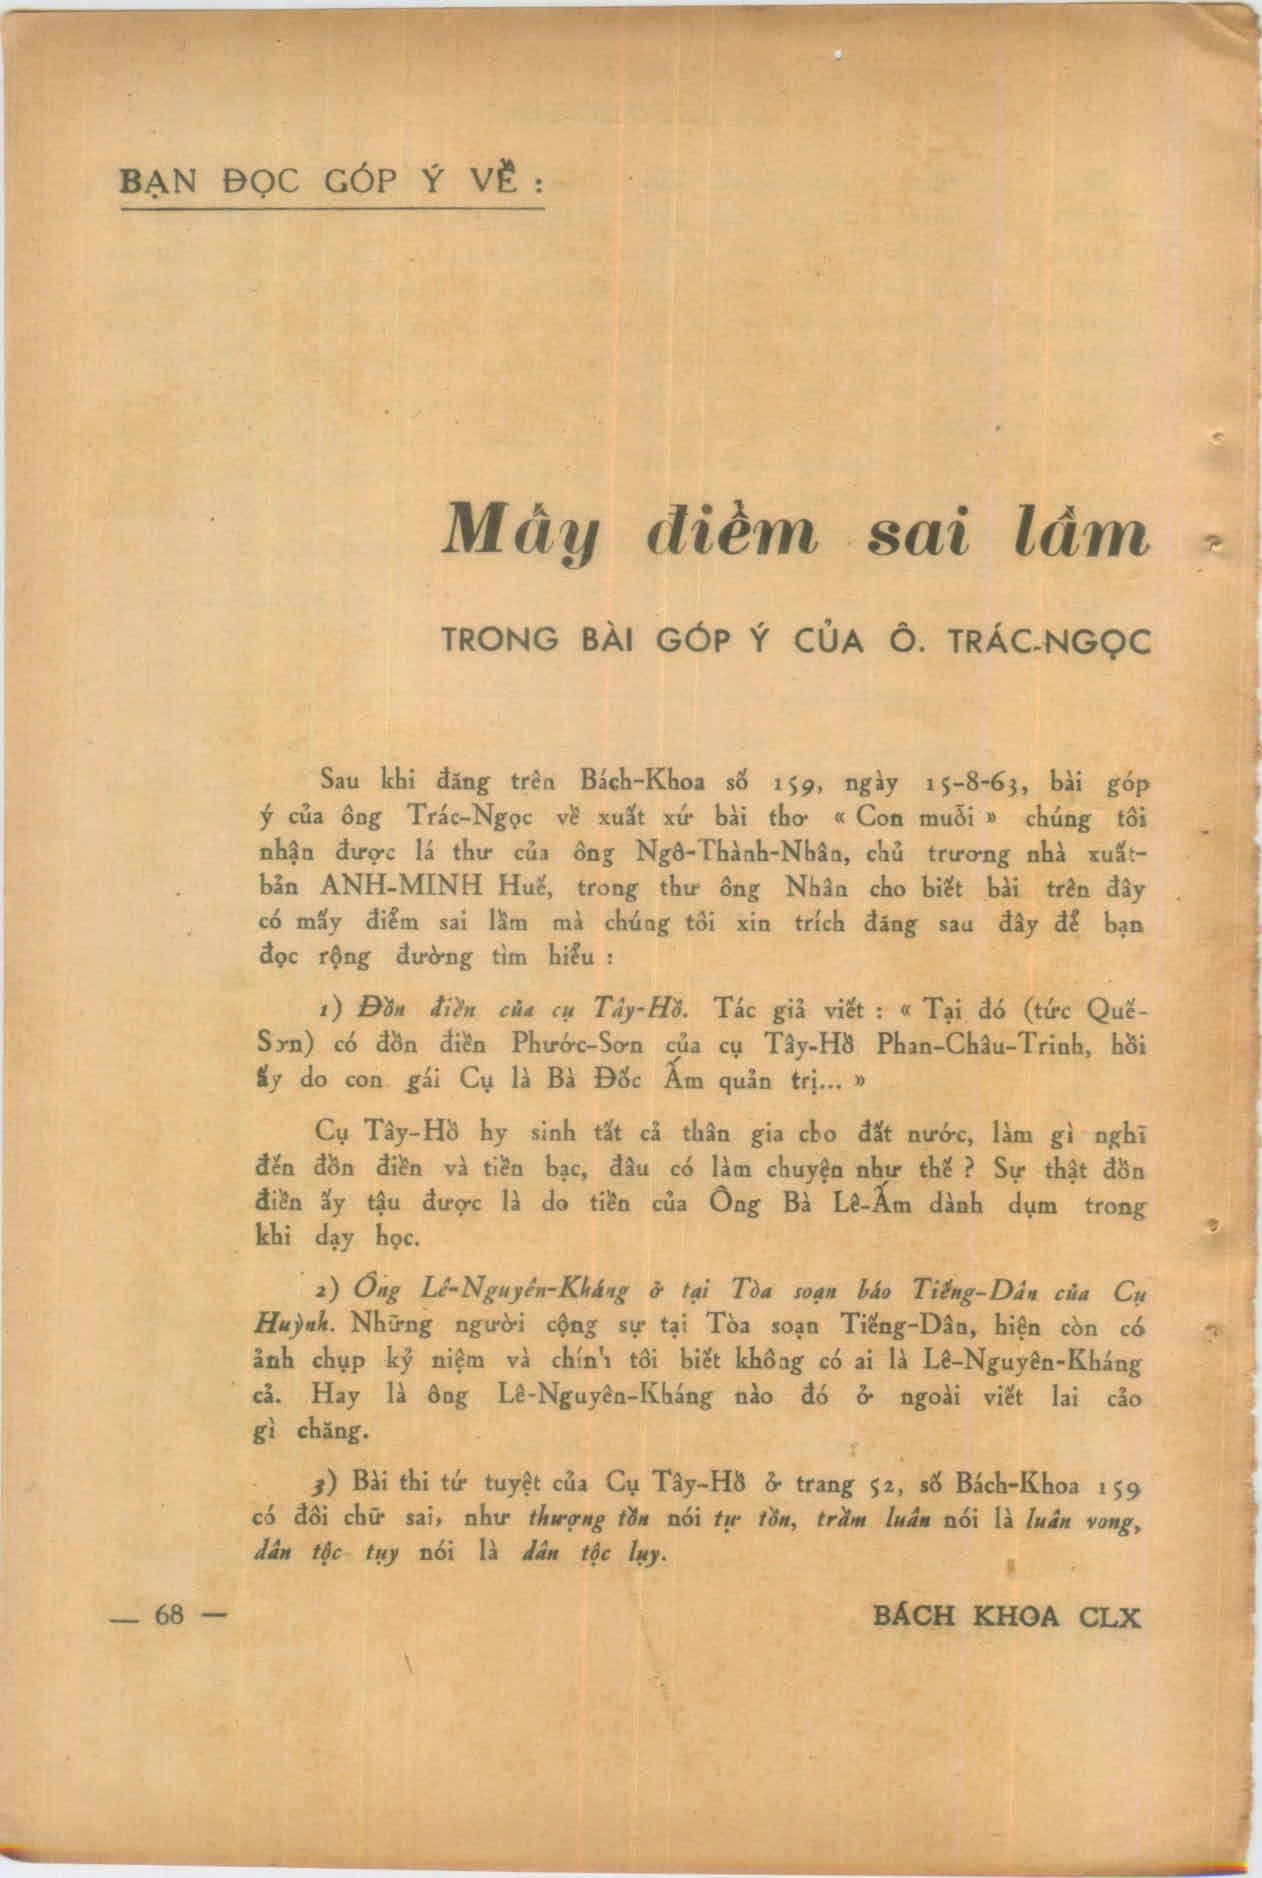 BẠN ĐỌC GÓP Ý VỀ :
Mấy điểm sai lầm
TRONG BÀI GÓP Ý CỦA Ô. TRÁC-NGỌC
Sau khi đăng trên Bách-Khoa số 159, ngày 15-8-63, bài góp
ý của ông Trác-Ngọc về xuất xứ bài thơ « Con muỗi » chúng tôi
nhận được lá thư của ông Ngô-Thành-Nhân, chủ trương nhà xuất-
bản ANH-MINH Huế, trong thư ông Nhân cho biết bài trên đây
có mấy điểm sai lầm mà chúng tôi xin trích đăng sau đây để bạn
đọc rộng đường tìm hiểu :
1) Đồn điền của cụ Tây-Hồ. Tác giả viết : « Tại đó (tức Quế-
Sơn) có đồn điền Phước-Sơn của cụ Tây-Hồ Phan-Châu-Trinh, hồi
ấy do con gái Cụ là Bà Đốc Ấm quản trị... »
Cụ Tây-Hồ hy sinh tất cả thân gia cho đất nước, làm gì nghĩ
đến đồn điền và tiền bạc, đâu có làm chuyện như thế ? Sự thật đồn
điền ấy tậu được là do tiền của Ông Bà Lê-Ấm dành dụm trong
khi dạy học.
2) Ông Lê-Nguyên-Kháng ở tại Tòa soạn báo Tiếng-Dân của Cụ
Huỳnh. Những người cộng sự tại Tòa soạn Tiếng-Dân, hiện còn có
ảnh chụp kỷ niệm và chính tôi biết không có ai là Lê-Nguyên-Kháng
cả. Hay là ông Lê-Nguyên-Kháng nào đó ở ngoài viết lai cảo
gì chăng.
3) Bài thi tứ tuyệt của Cụ Tây-Hồ ở trang 52, số Bách-Khoa 159
có đôi chữ sai, như thượng tồn nói tự tồn, trầm luân nói là luân vong,
dân tộc tụy nói là dân tộc lụy.
— 68 —
BÁCH KHOA CLX